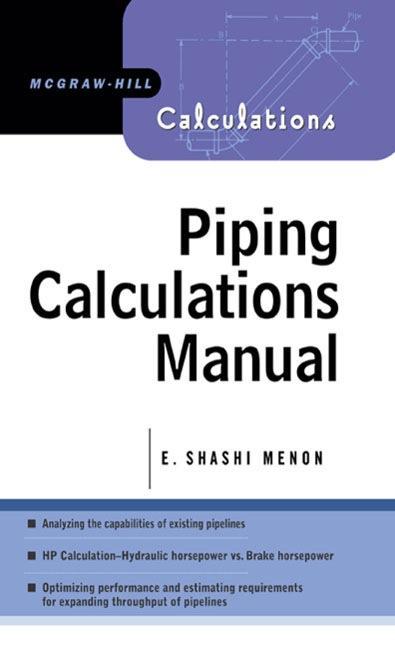 Pipe
B
A
B
McGRAW-HILL
Calculations
Piping
Calculations
Manual
E. SHASHI MENON
■ Analyzing the capabilities of existing pipelines
■ HP Calculation–Hydraulic horsepower vs. Brake horsepower
■ Optimizing performance and estimating requirements
for expanding throughput of pipelines